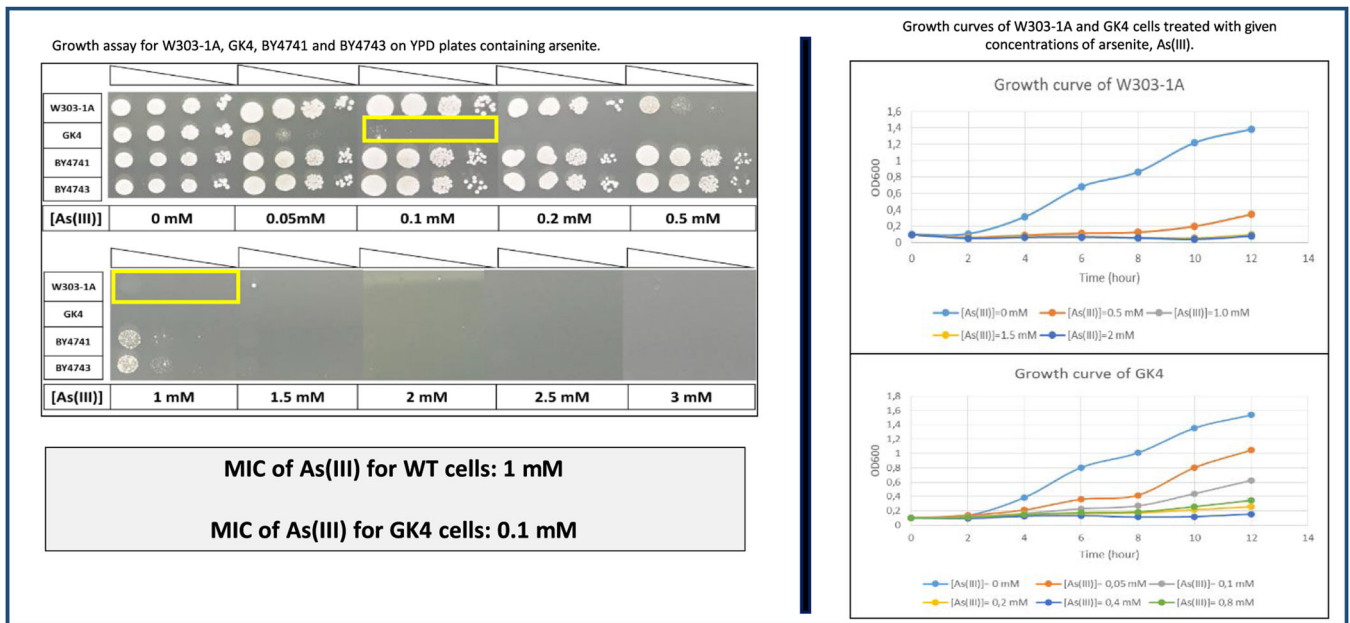 Growth assay for W303-1A, GK4, BY4741 and BY4743 on YPD plates containing arsenite.
W303-1A
GK4
BY4741
BY4743
[As(III)] 0 mM 0.05mM 0.1 mM 0.2 mM 0.5 mM
W303-1A
GK4
BY4741
BY4743
[As(III)] 1 mM 1.5 mM 2 mM 2.5 mM 3 mM
MIC of As(III) for WT cells: 1 mM
MIC of As(III) for GK4 cells: 0.1 mM
Growth curves of W303-1A and GK4 cells treated with given
concentrations of arsenite, As(III).
Growth curve of W303-1A
1,6
1,4
1,2
1
0,8
0,6
0,4
0,2
0
OD600
0 2 4 6 8 10 12 14
Time (hour)
[As(III)]=0 mM [As(III)]=0.5 mM [As(III)]=1.0 mM
[As(III)]=1.5 mM [As(III)]=2 mM
Growth curve of GK4
1,8
1,6
1,4
1,2
1
0,8
0,6
0,4
0,2
0
OD600
0 2 4 6 8 10 12 14
Time (hour)
[As(III)]= 0 mM [As(III)]= 0,05 mM [As(III)]= 0,1 mM
[As(III)]= 0,2 mM [As(III)]= 0,4 mM [As(III)]= 0,8 mM